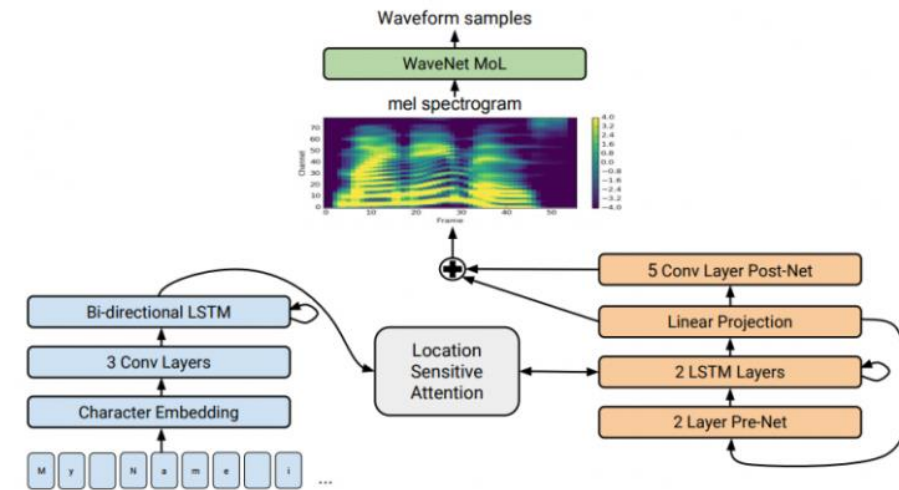 Waveform samples
WaveNet MoL
mel spectrogram
Channel
70
60
50
40
30
20
10
0
0 10 20 30 40 50
Frame
4.0
3.2
2.4
1.6
0.8
0.0
−0.8
−1.6
−2.4
−3.2
−4.0
Bi-directional LSTM
3 Conv Layers
Character Embedding
M y N a m e i ...
Location
Sensitive
Attention
5 Conv Layer Post-Net
Linear Projection
2 LSTM Layers
2 Layer Pre-Net